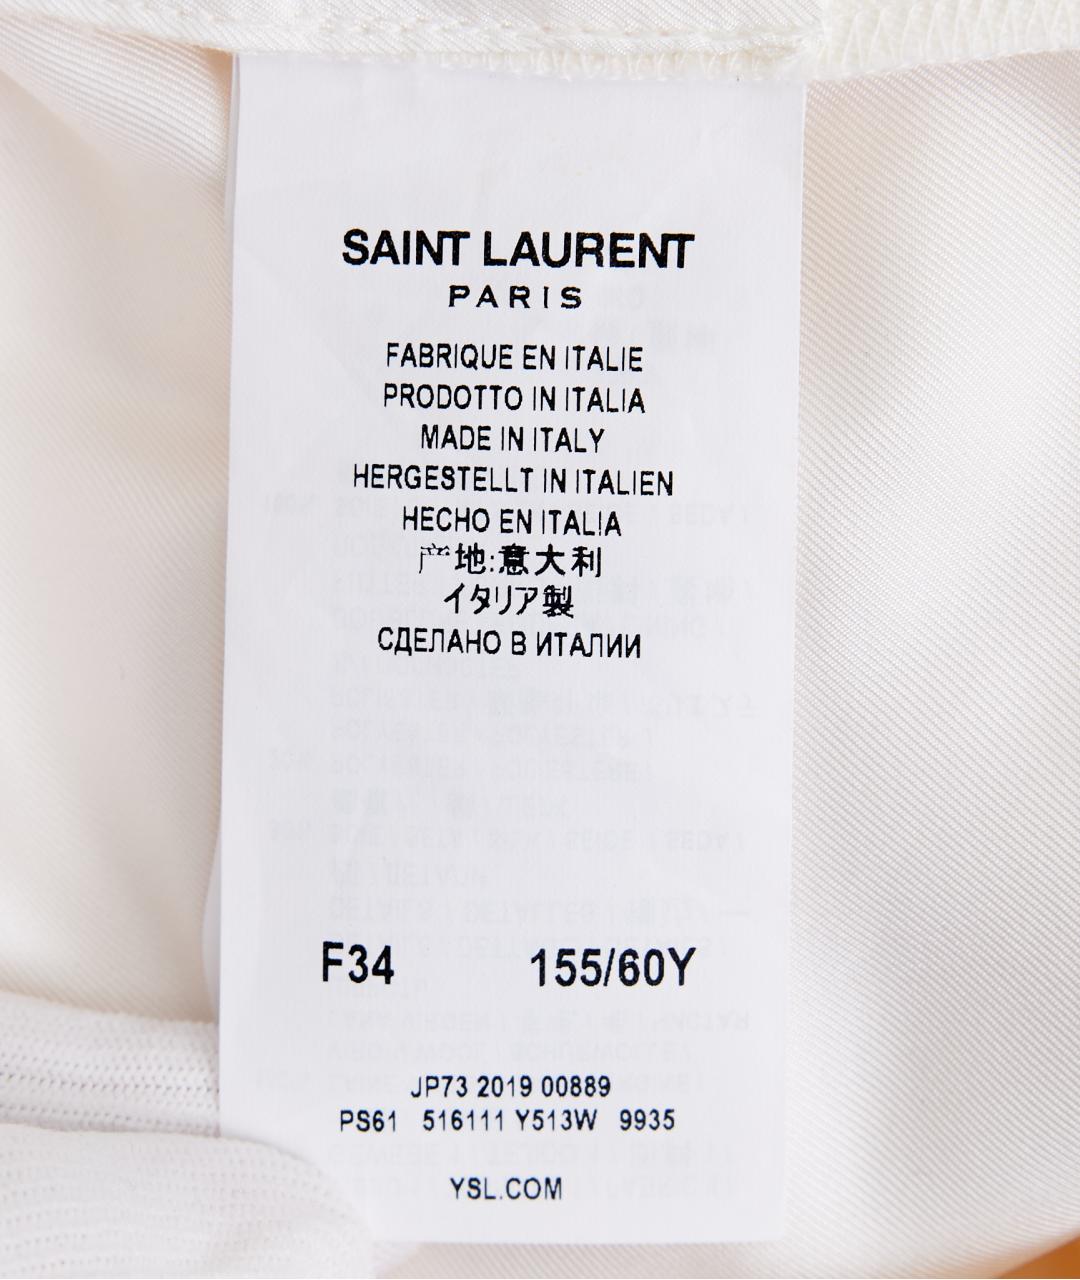 SAINT LAURENT
PARIS
FABRIQUE EN ITALIE
PRODOTTO IN ITALIA
MADE IN ITALY
HERGESTELLT IN ITALIEN
HECHO EN ITALIA
产地:意大利
イタリア製
СДЕЛАНО В ИТАЛИИ
F34 155/60Y
JP73 2019 00889
PS61 516111 Y513W 9935
YSL.COM